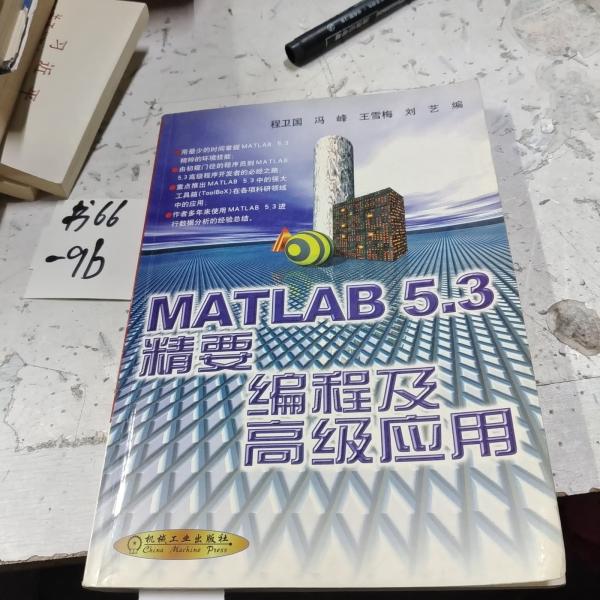 习近平
程卫国 冯 峰 王雪梅 刘 艺 编
●用最少的时间掌握MATLAB 5.3
精粹的环境技能;
●由初窥门径的程序员到MATLAB
5.3高级程序开发者的必经之路;
●重点推出MATLAB 5.3中的强大
工具箱(ToolBoX)在各项科研领域
中的应用;
●作者多年来使用MATLAB 5.3进
行数据分析的经验总结。
书66
-96
MATLAB 5.3
精要
编程及
高级应用
机械工业出版社
China Machine Press